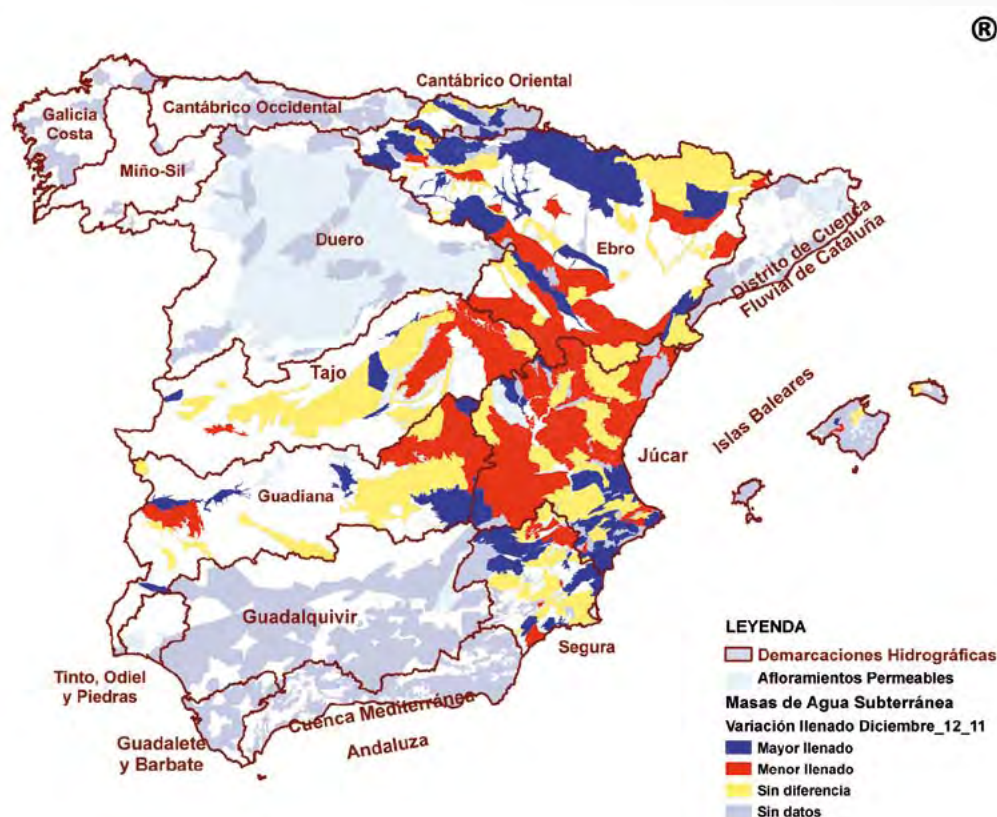 ®
Cantábrico Oriental
Cantábrico Occidental
Galicia
Costa
Miño-Sil
Duero
Ebro
Distrito de Cuenca
Fluvial de Cataluña
Tajo
Islas Baleares
Júcar
Guadiana
Guadalquivir
Segura
Tinto, Odiel
y Piedras
Cuenca Mediterránea
Andaluza
Guadalete
y Barbate
LEYENDA
Demarcaciones Hidrográficas
Afloramientos Permeables
Masas de Agua Subterránea
Variación llenado Diciembre_12_11
Mayor llenado
Menor llenado
Sin diferencia
Sin datos